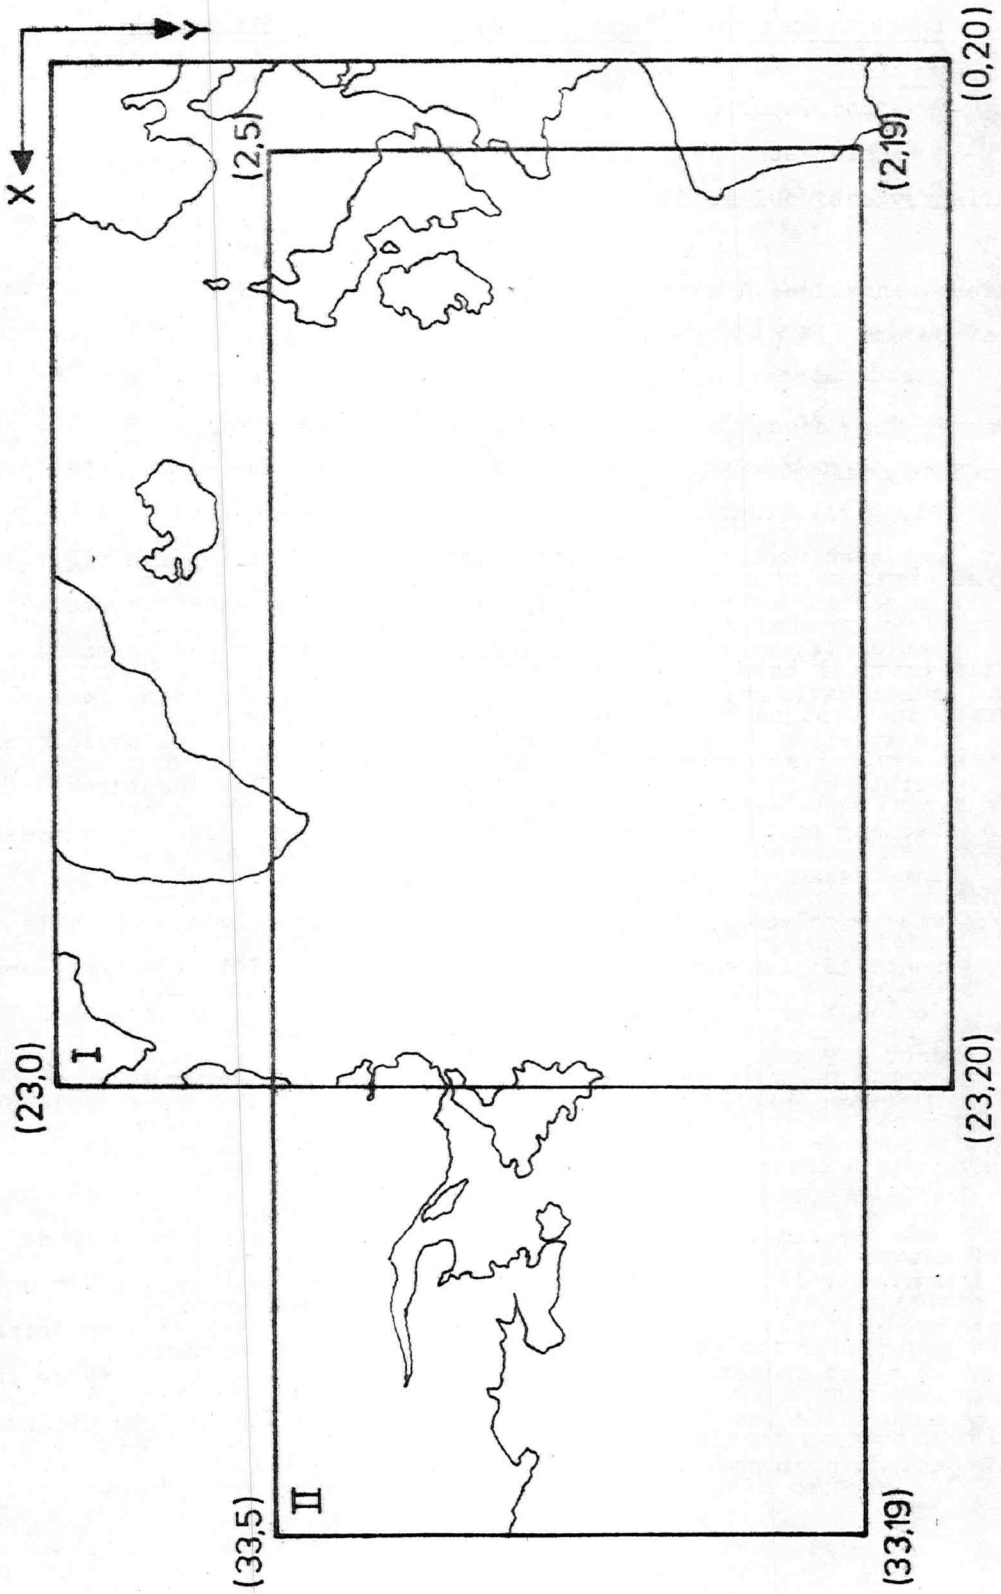 X
Y
(23,0)
I
(2,5)
(33,5)
II
(2,19)
(33,19)
(23,20)
(0,20)